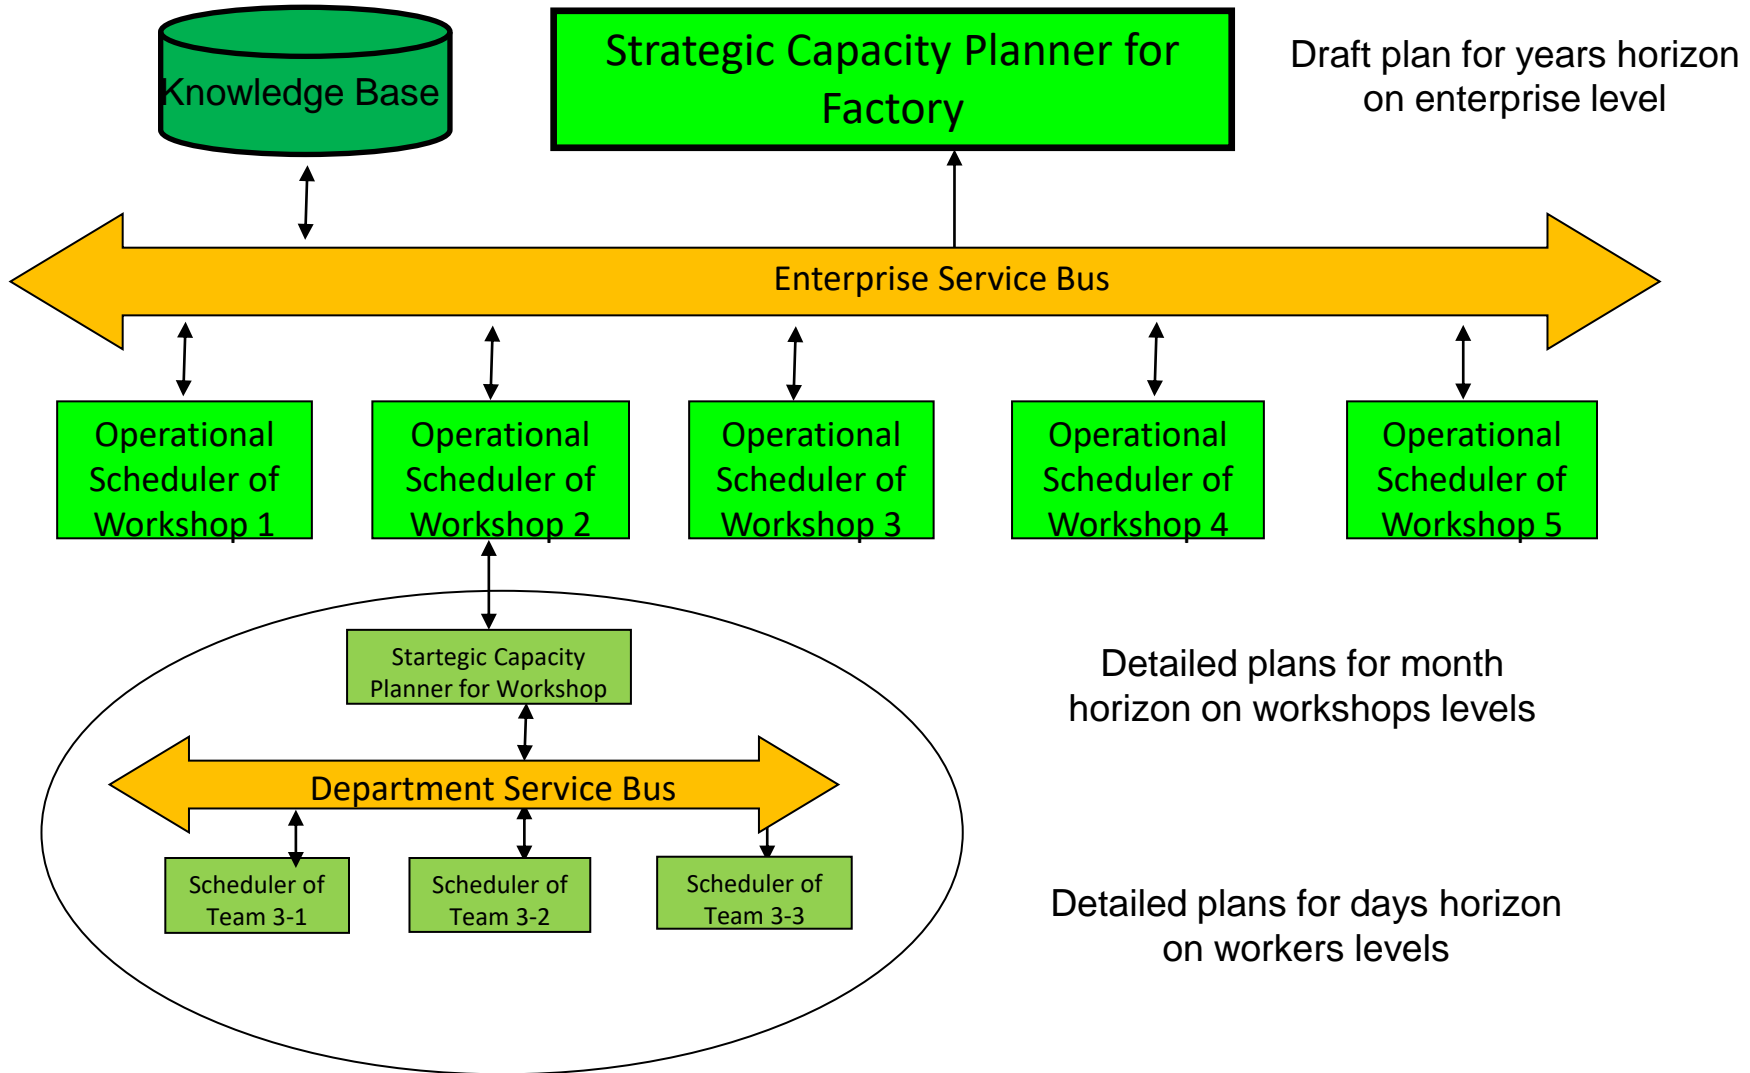 Knowledge Base
Strategic Capacity Planner for
Factory
Draft plan for years horizon
on enterprise level
Enterprise Service Bus
Operational
Scheduler of
Workshop 1
Operational
Scheduler of
Workshop 2
Operational
Scheduler of
Workshop 3
Operational
Scheduler of
Workshop 4
Operational
Scheduler of
Workshop 5
Startegic Capacity
Planner for Workshop
Detailed plans for month
horizon on workshops levels
Department Service Bus
Scheduler of
Team 3-1
Scheduler of
Team 3-2
Scheduler of
Team 3-3
Detailed plans for days horizon
on workers levels